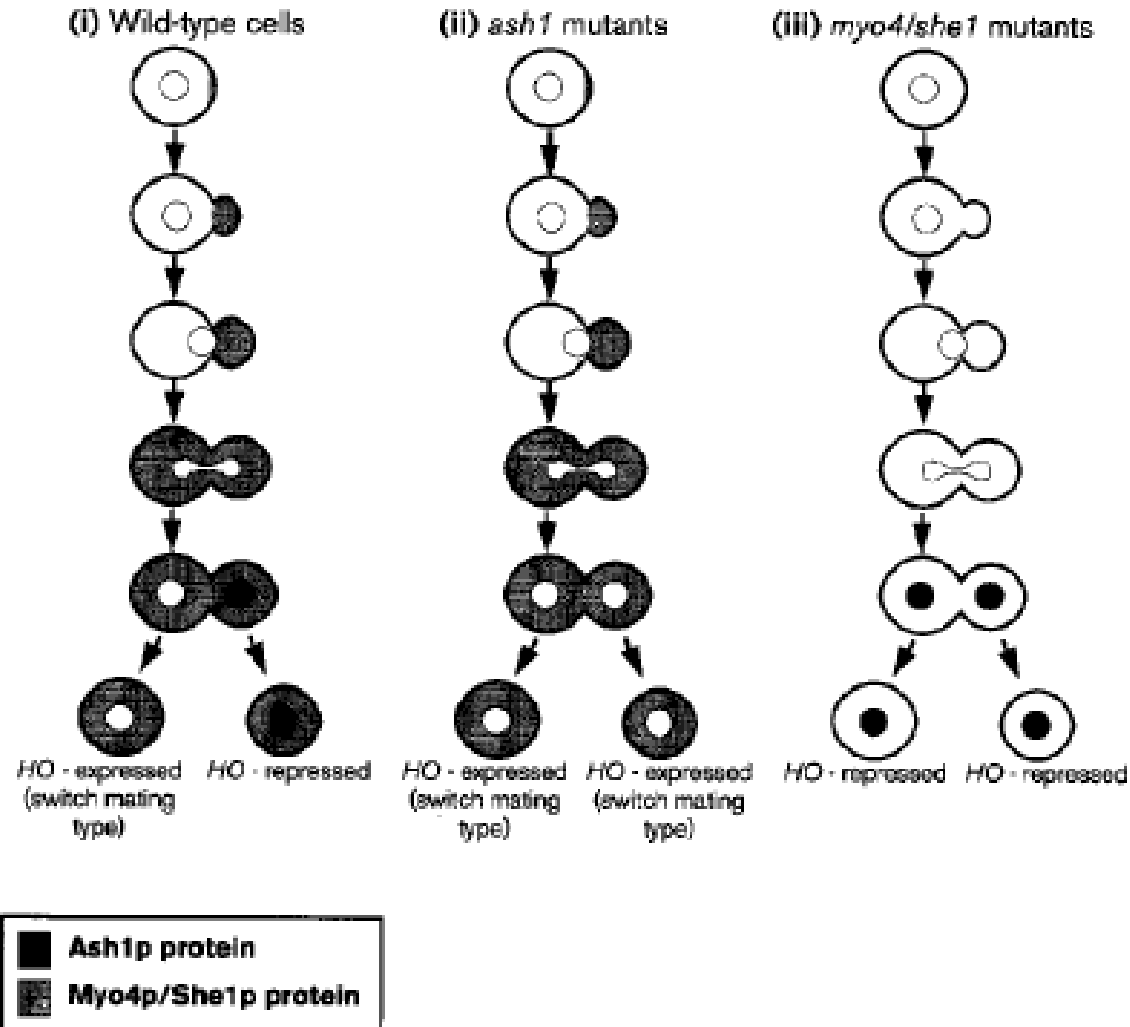 (i) Wild-type cells
(ii) ash1 mutants
(iii) myo4/she1 mutants
HO - expressed
(switch mating
type)
HO - repressed
HO - expressed
(switch mating
type)
HO - expressed
(switch mating
type)
HO - repressed
HO - repressed
Ash1p protein
Myo4p/She1p protein